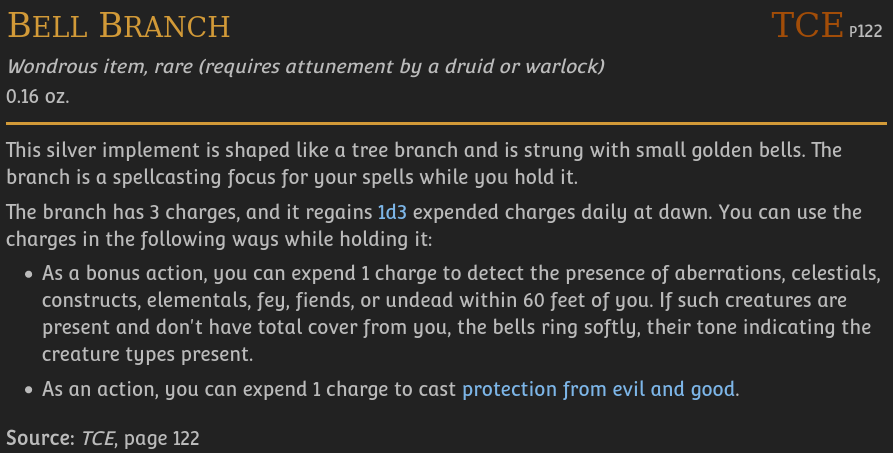 Bell Branch TCE P122
Wondrous item, rare (requires attunement by a druid or warlock)
0.16 oz.
This silver implement is shaped like a tree branch and is strung with small golden bells. The
branch is a spellcasting focus for your spells while you hold it.
The branch has 3 charges, and it regains 1d3 expended charges daily at dawn. You can use the
charges in the following ways while holding it:
• As a bonus action, you can expend 1 charge to detect the presence of aberrations, celestials,
constructs, elementals, fey, fiends, or undead within 60 feet of you. If such creatures are
present and don't have total cover from you, the bells ring softly, their tone indicating the
creature types present.
• As an action, you can expend 1 charge to cast protection from evil and good.
Source: TCE, page 122